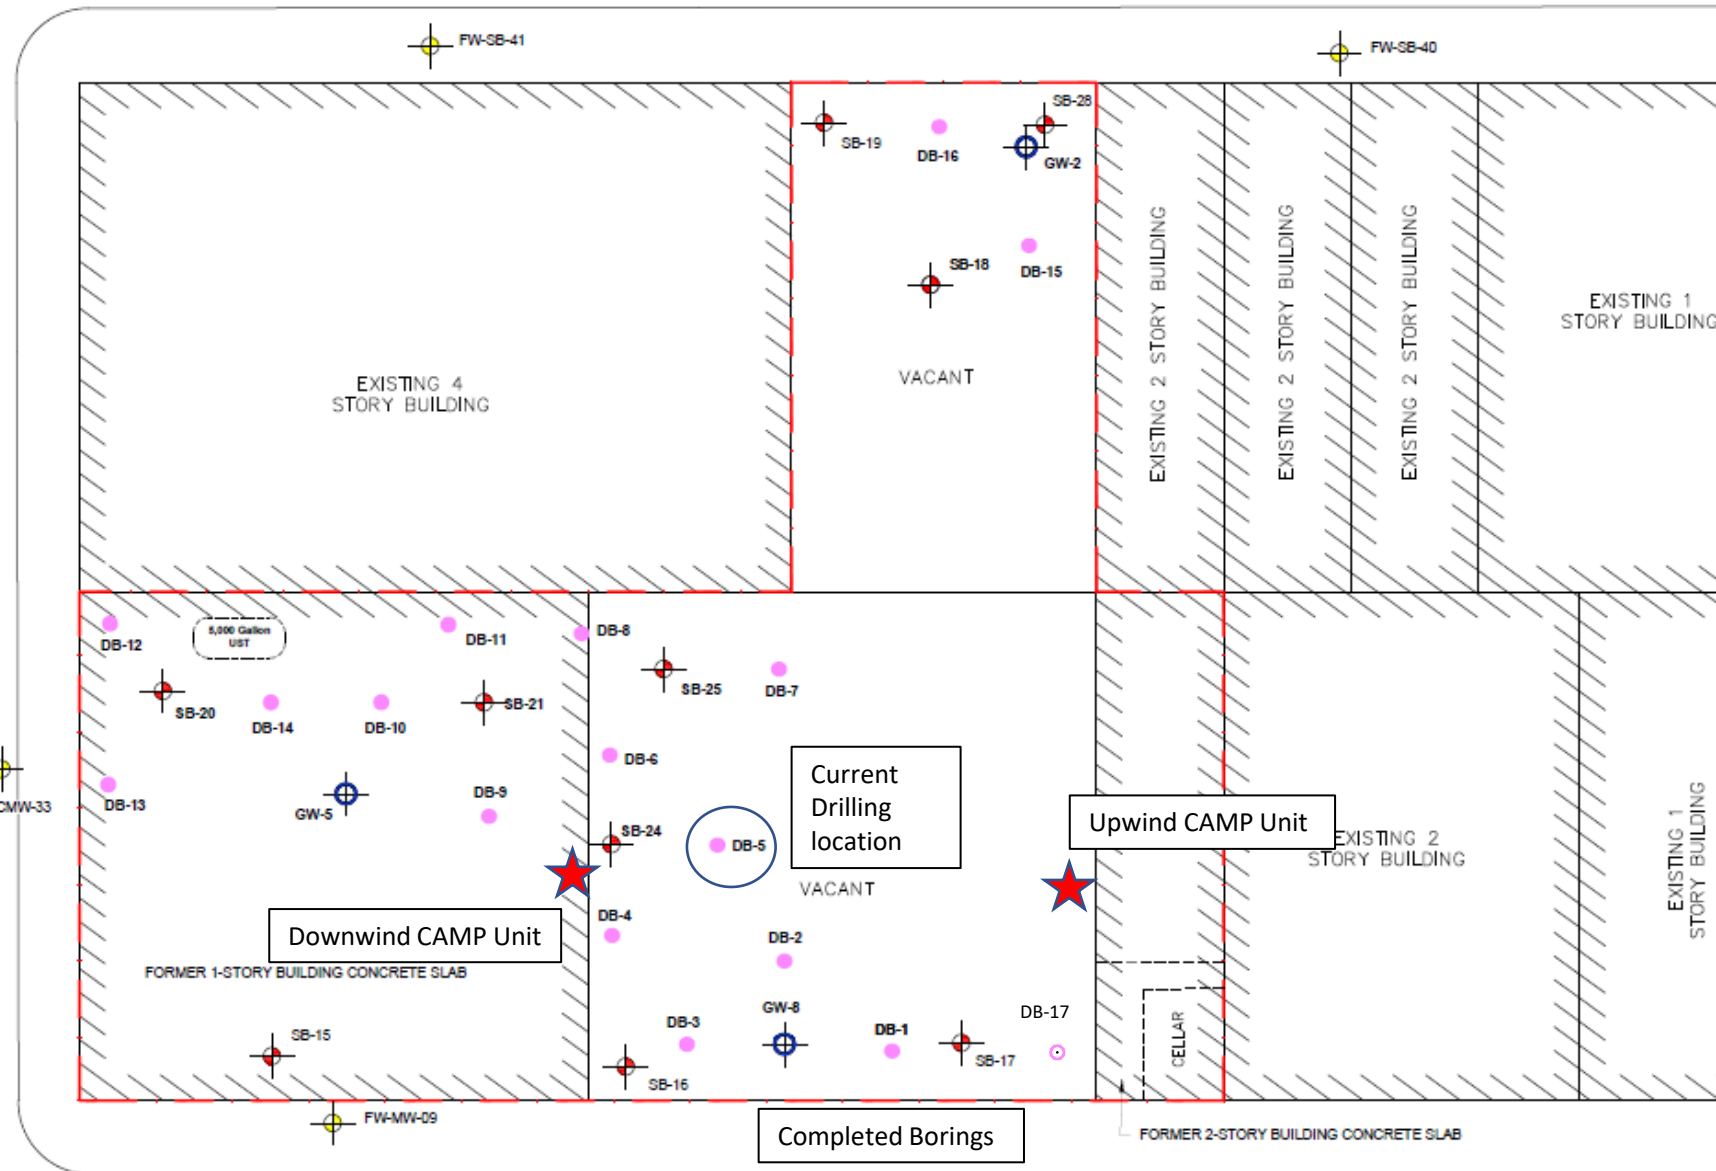 FW-SB-41
FW-SB-40
SB-28
SB-19
DB-16
GW-2
SB-18
DB-15
VACANT
EXISTING 4
STORY BUILDING
EXISTING 2 STORY BUILDING
EXISTING 2 STORY BUILDING
EXISTING 2 STORY BUILDING
EXISTING 1
STORY BUILDING
DB-12
5,000 Gallon
UST
DB-11
DB-8
SB-20
DB-14
DB-10
SB-21
SB-25
DB-7
DB-6
DB-13
GW-5
DB-9
CMW-33
SB-24
DB-5
Current
Drilling
location
Upwind CAMP Unit
EXISTING 2
STORY BUILDING
EXISTING 1
STORY BUILDING
VACANT
Downwind CAMP Unit
DB-4
DB-2
FORMER 1-STORY BUILDING CONCRETE SLAB
SB-15
DB-3
GW-8
DB-1
DB-17
SB-16
SB-17
CELLAR
FW-MW-09
Completed Borings
FORMER 2-STORY BUILDING CONCRETE SLAB